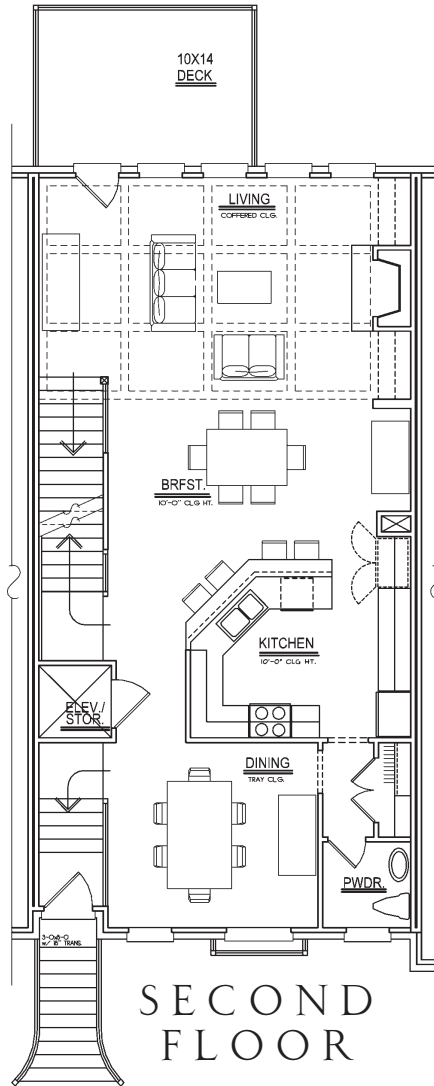 10X14
DECK
LIVING
COFFERED CLG.
BRFST.
10'-0" CLG HT.
KITCHEN
10'-0" CLG HT.
ELEV./
STOR.
DINING
TRAY CLG.
PWDR.
3-0x8-0
w/ 18" TRANS.
SECOND
FLOOR